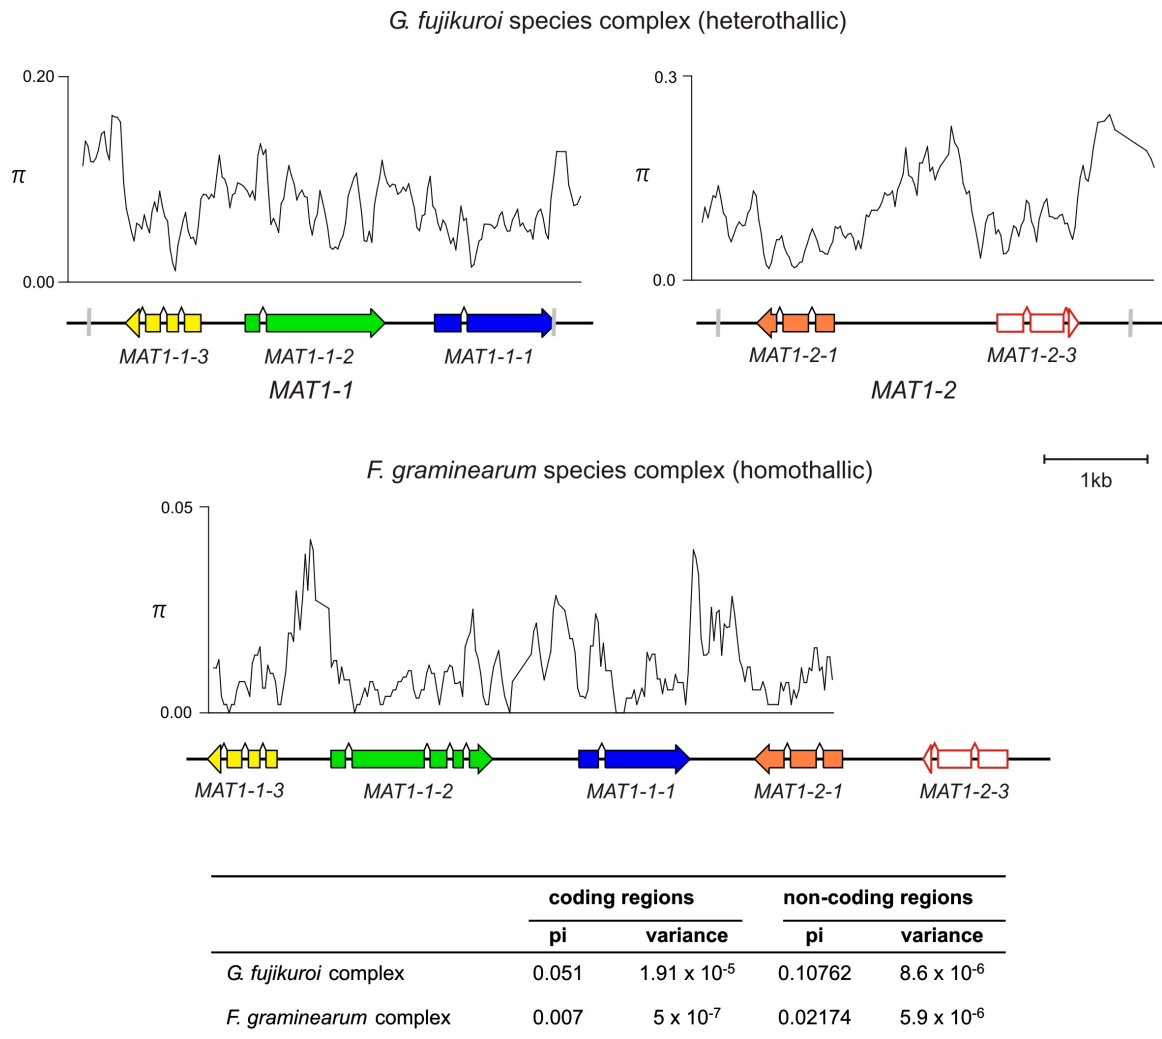 G. fujikuroi species complex (heterothallic)
0.20
π
0.00
MAT1-1-3 MAT1-1-2 MAT1-1-1
MAT1-1
0.3
π
0.0
MAT1-2-1 MAT1-2-3
MAT1-2
F. graminearum species complex (homothallic)
1kb
0.05
π
0.00
MAT1-1-3 MAT1-1-2 MAT1-1-1 MAT1-2-1 MAT1-2-3
coding regions non-coding regions
pi variance pi variance
G. fujikuroi complex 0.051 1.91 x 10⁻⁵ 0.10762 8.6 x 10⁻⁶
F. graminearum complex 0.007 5 x 10⁻⁷ 0.02174 5.9 x 10⁻⁶